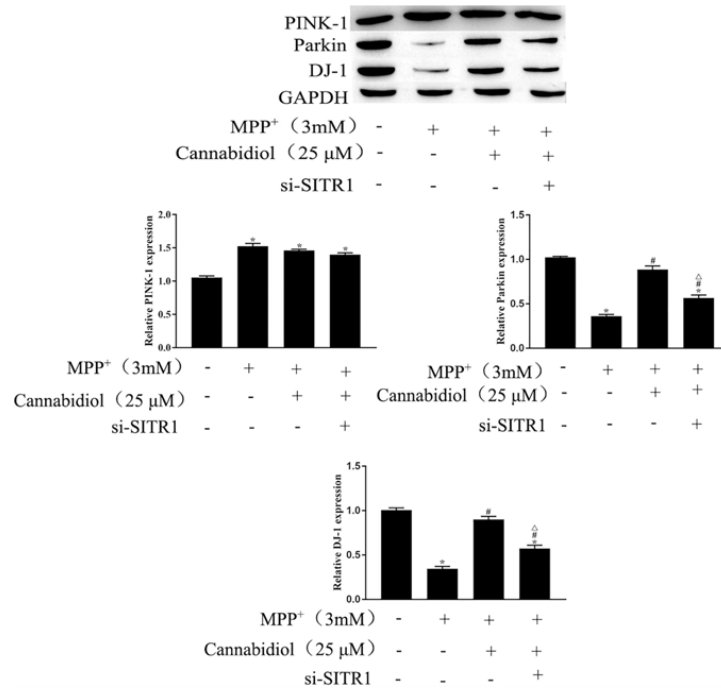 PINK-1
Parkin
DJ-1
GAPDH
MPP+ （3mM） - + + +
Cannabidiol（25 μM） - - + +
si-SITR1 - - - +
Relative PINK-1 expression
2.0
1.5
1.0
0.5
0.0
* * *
MPP+ （3mM） - + + +
Cannabidiol（25 μM） - - + +
si-SITR1 - - - +
Relative Parkin expression
1.5
1.0
0.5
0.0
* # △ # *
MPP+ （3mM） - + + +
Cannabidiol（25 μM） - - + +
si-SITR1 - - - +
Relative DJ-1 expression
1.5
1.0
0.5
0.0
* # △ # *
MPP+ （3mM） - + + +
Cannabidiol（25 μM） - - + +
si-SITR1 - - - +